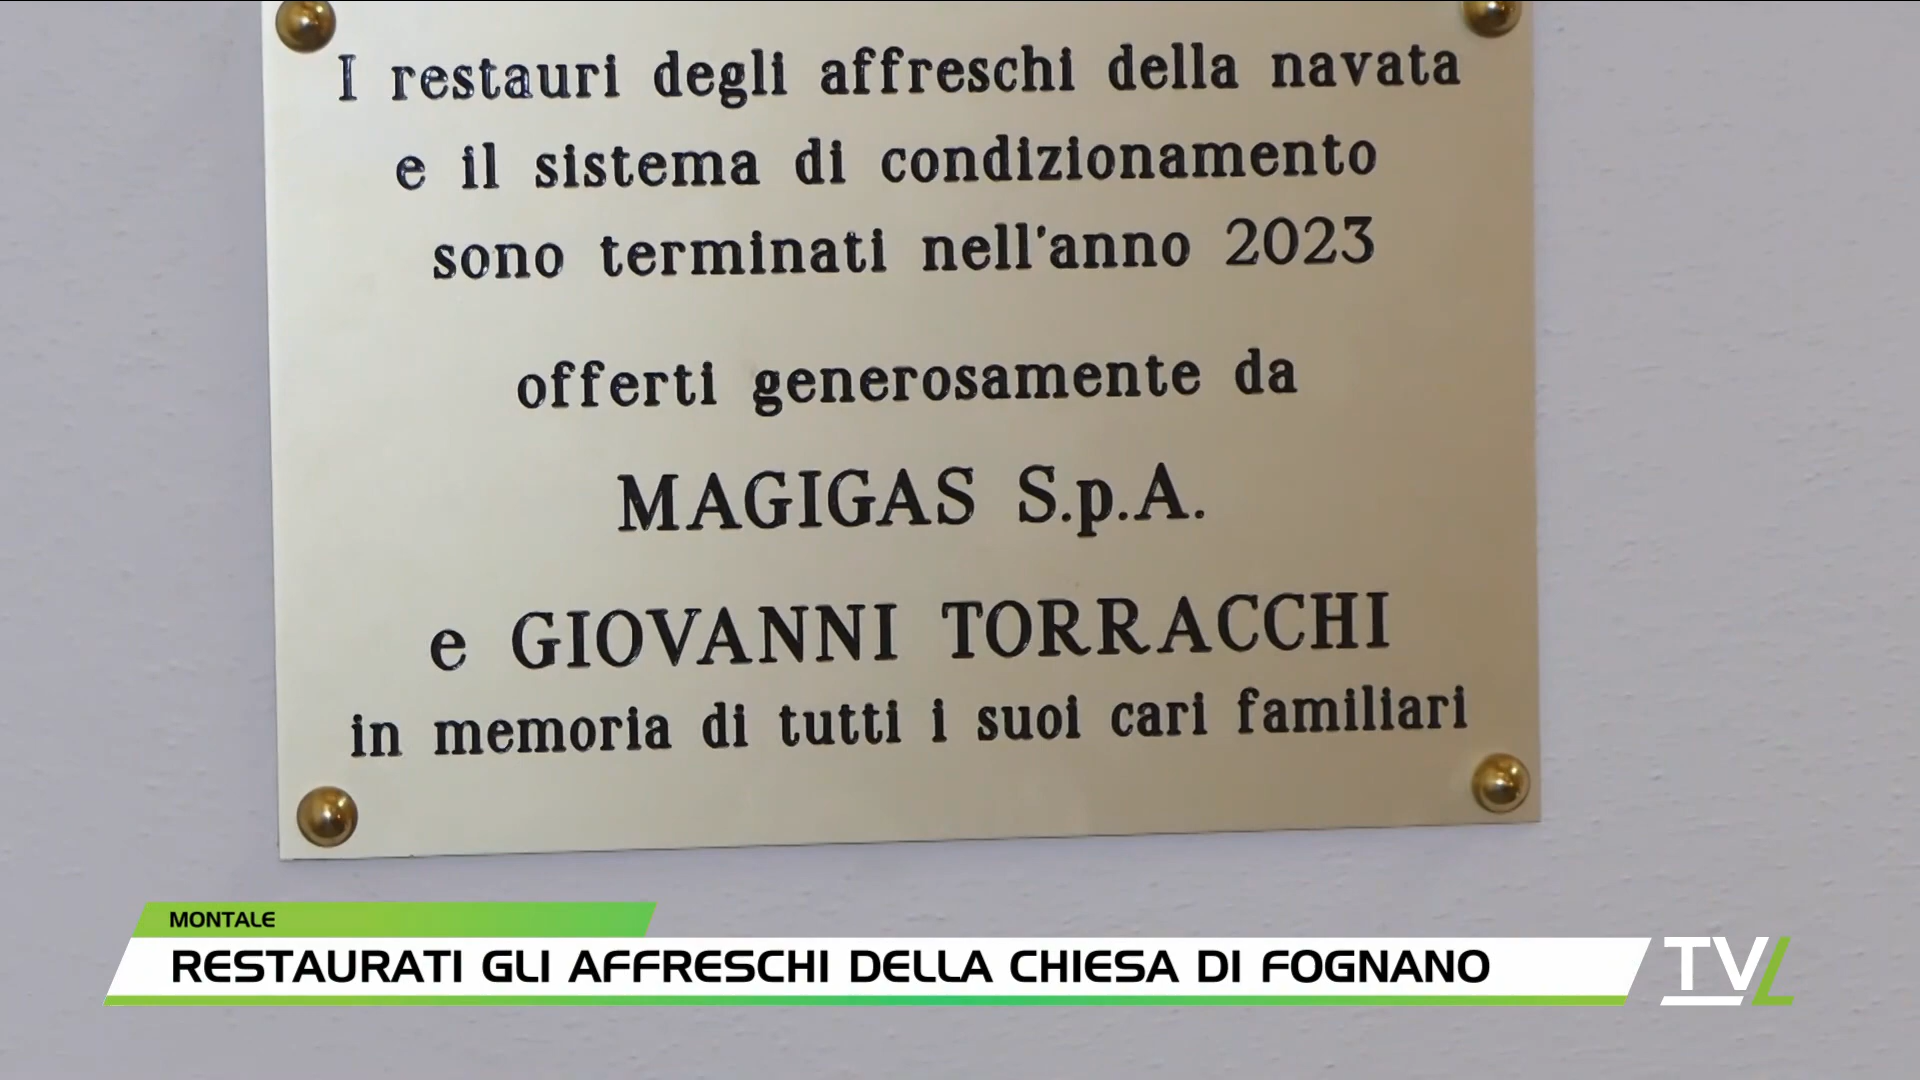 I restauri degli affreschi della navata
e il sistema di condizionamento
sono terminati nell'anno 2023
offerti generosamente da
MAGIGAS S.p.A.
e GIOVANNI TORRACCHI
in memoria di tutti i suoi cari familiari
MONTALE
RESTAURATI GLI AFFRESCHI DELLA CHIESA DI FOGNANO
TVL